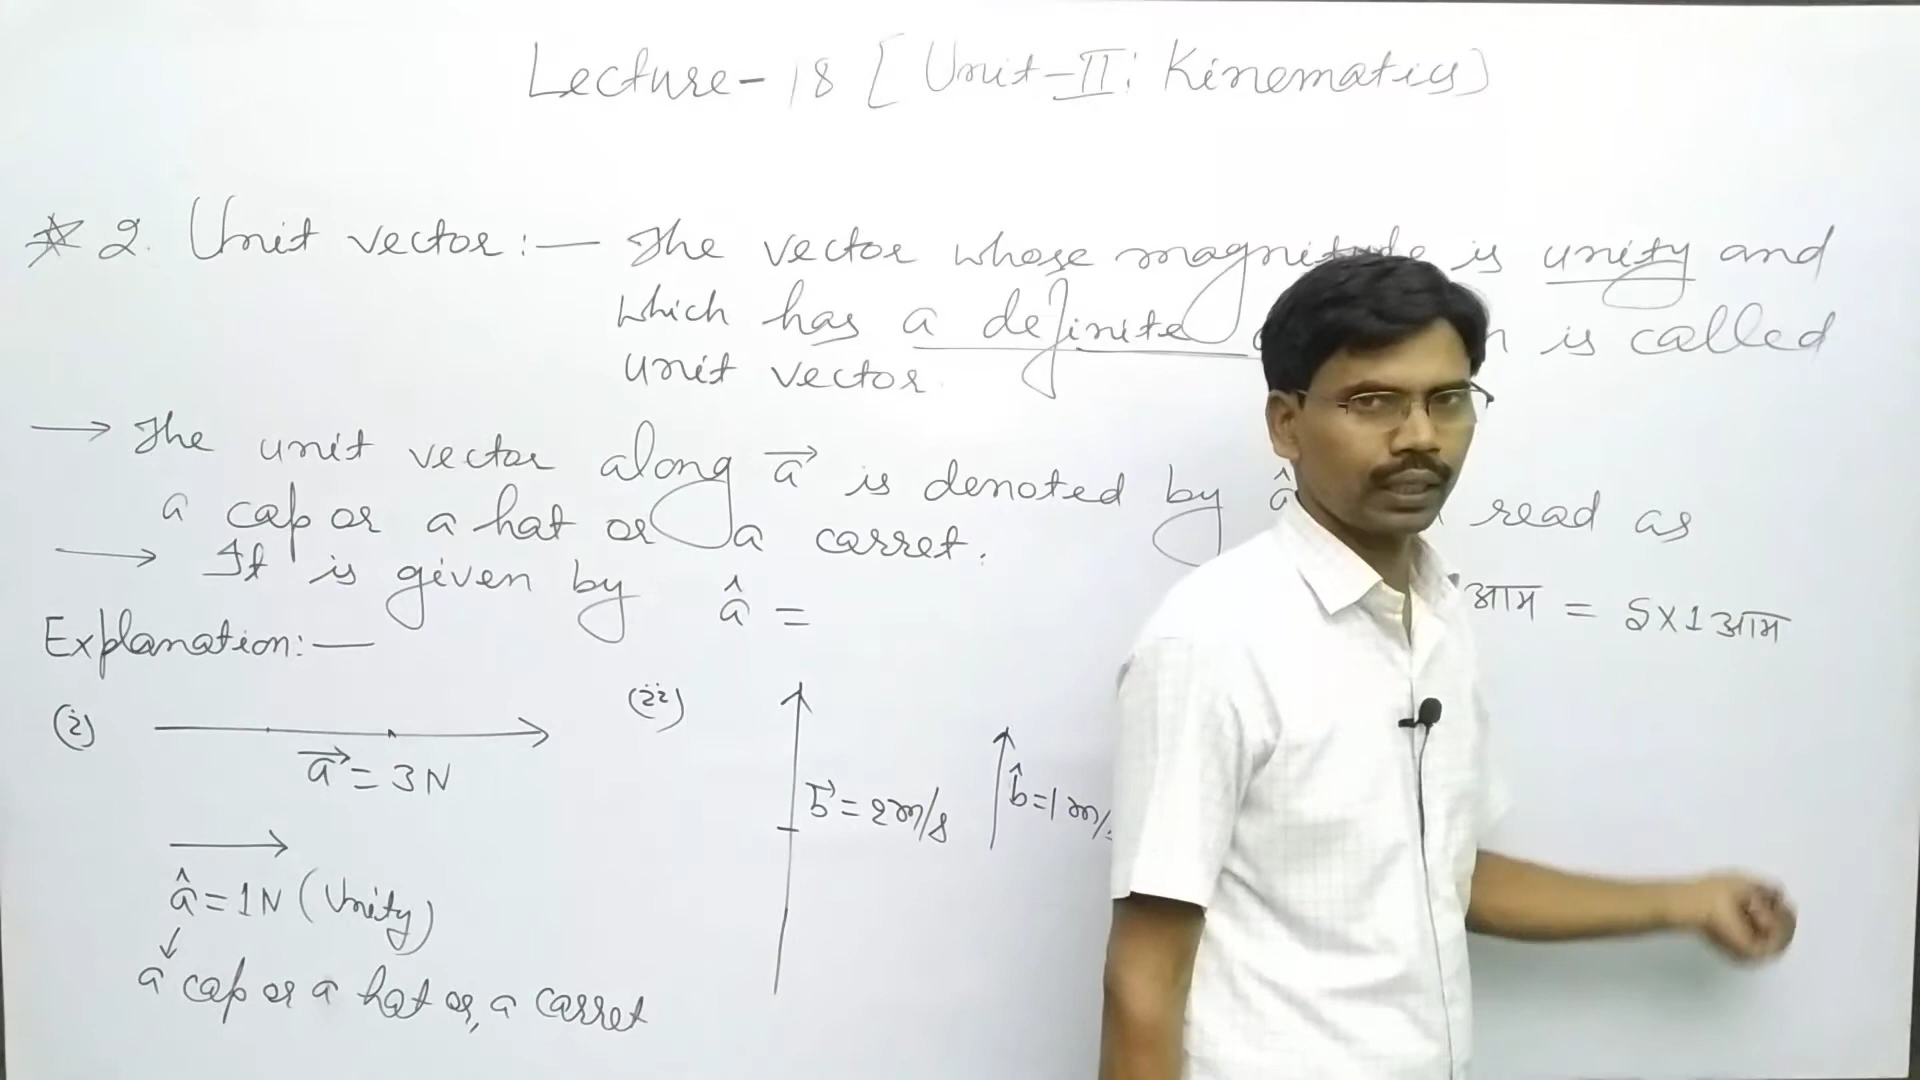 Lecture-18 [Unit-II: Kinematics]
* 2. Unit vector:— The vector whose magnitude is unity and
which has a definite n is called
unit vector.
→ The unit vector along a⃗ is denoted by â read as
a cap or a hat or a carret.
→ It is given by â =
आम = 5×1 आम
Explanation:—
(i)
a⃗ = 3N
â = 1N (Unity)
↓
a cap or a hat or, a carret
(ii)
b⃗ = 2m/s
b̂ = 1 m/